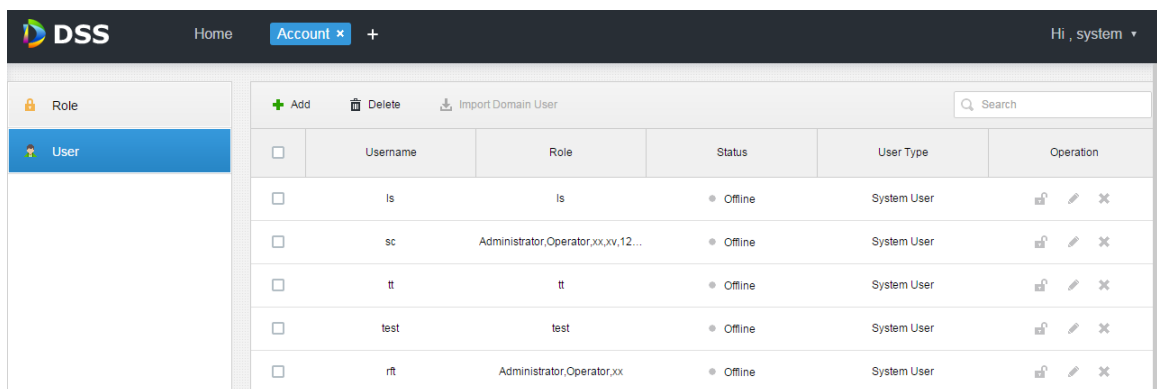 DSS Home Account × + Hi , system ▾
Role
User
Add Delete Import Domain User Search
Username Role Status User Type Operation
ls ls Offline System User
sc Administrator,Operator,xx,xv,12... Offline System User
tt tt Offline System User
test test Offline System User
rft Administrator,Operator,xx Offline System User